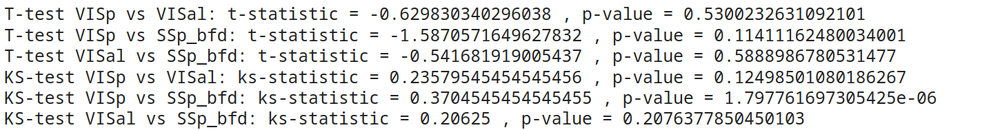 T-test VISp vs VISal: t-statistic = -0.629830340296038 , p-value = 0.5300232631092101
T-test VISp vs SSp_bfd: t-statistic = -1.5870571649627832 , p-value = 0.11411162480034001
T-test VISal vs SSp_bfd: t-statistic = -0.541681919005437 , p-value = 0.5888986780531477
KS-test VISp vs VISal: ks-statistic = 0.23579545454545456 , p-value = 0.12498501080186267
KS-test VISp vs SSp_bfd: ks-statistic = 0.3704545454545455 , p-value = 1.797761697305425e-06
KS-test VISal vs SSp_bfd: ks-statistic = 0.20625 , p-value = 0.2076377850450103